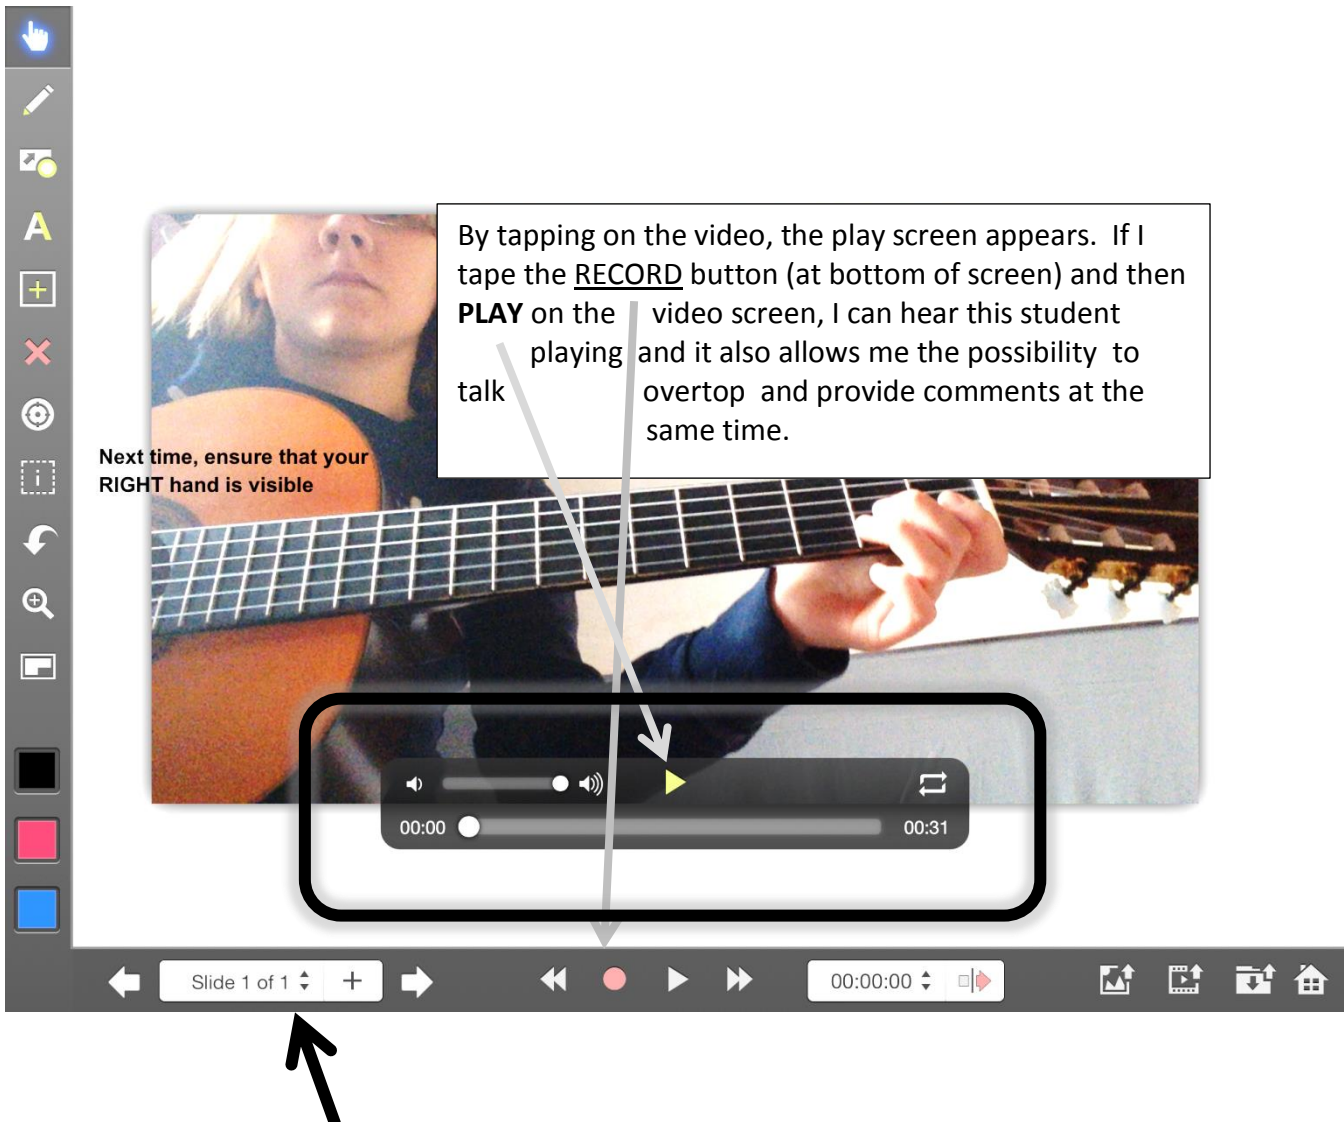 By tapping on the video, the play screen appears. If I
tape the RECORD button (at bottom of screen) and then
PLAY on the video screen, I can hear this student
playing and it also allows me the possibility to
talk overtop and provide comments at the
same time.
Next time, ensure that your
RIGHT hand is visible
00:00 00:31
Slide 1 of 1 + 00:00:00